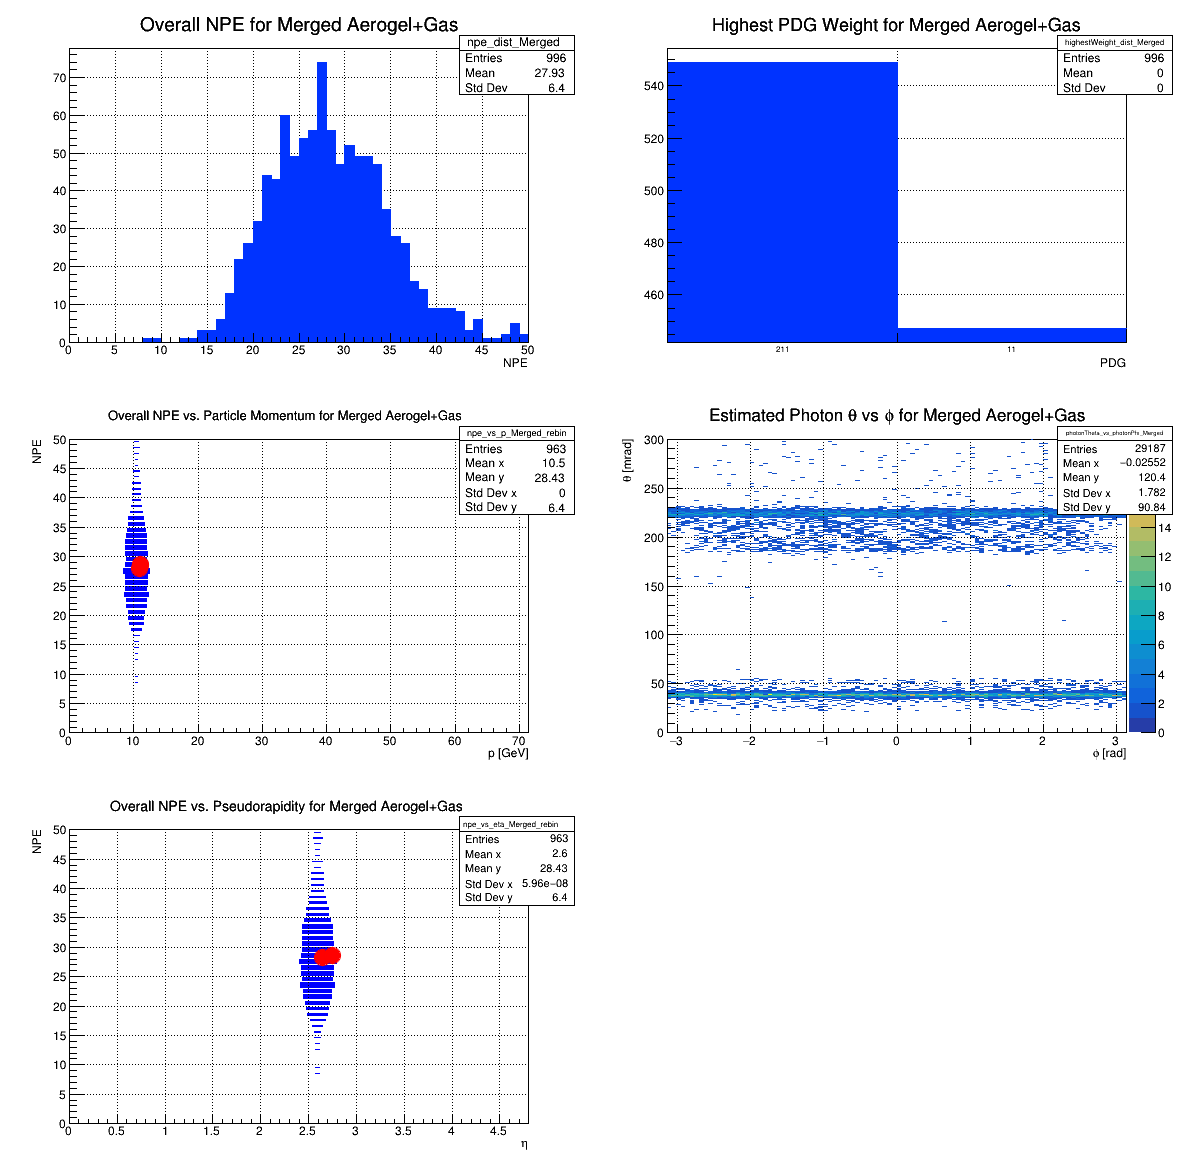 Overall NPE for Merged Aerogel+Gas
npe_dist_Merged
Entries 996
Mean 27.93
Std Dev 6.4
70
60
50
40
30
20
10
0
0 5 10 15 20 25 30 35 40 45 50
NPE
Highest PDG Weight for Merged Aerogel+Gas
highestWeight_dist_Merged
Entries 996
Mean 0
Std Dev 0
540
520
500
480
460
211 11
PDG
Overall NPE vs. Particle Momentum for Merged Aerogel+Gas
npe_vs_p_Merged_rebin
Entries 963
Mean x 10.5
Mean y 28.43
Std Dev x 0
Std Dev y 6.4
NPE
50
45
40
35
30
25
20
15
10
5
0
0 10 20 30 40 50 60 70
p [GeV]
Estimated Photon θ vs ϕ for Merged Aerogel+Gas
photonTheta_vs_photonPhi_Merged
Entries 29187
Mean x −0.02552
Mean y 120.4
Std Dev x 1.782
Std Dev y 90.84
θ [mrad]
300
250
200
150
100
50
0
−3 −2 −1 0 1 2 3
ϕ [rad]
14
12
10
8
6
4
2
0
Overall NPE vs. Pseudorapidity for Merged Aerogel+Gas
npe_vs_eta_Merged_rebin
Entries 963
Mean x 2.6
Mean y 28.43
Std Dev x 5.96e−08
Std Dev y 6.4
NPE
50
45
40
35
30
25
20
15
10
5
0
0 0.5 1 1.5 2 2.5 3 3.5 4 4.5
η